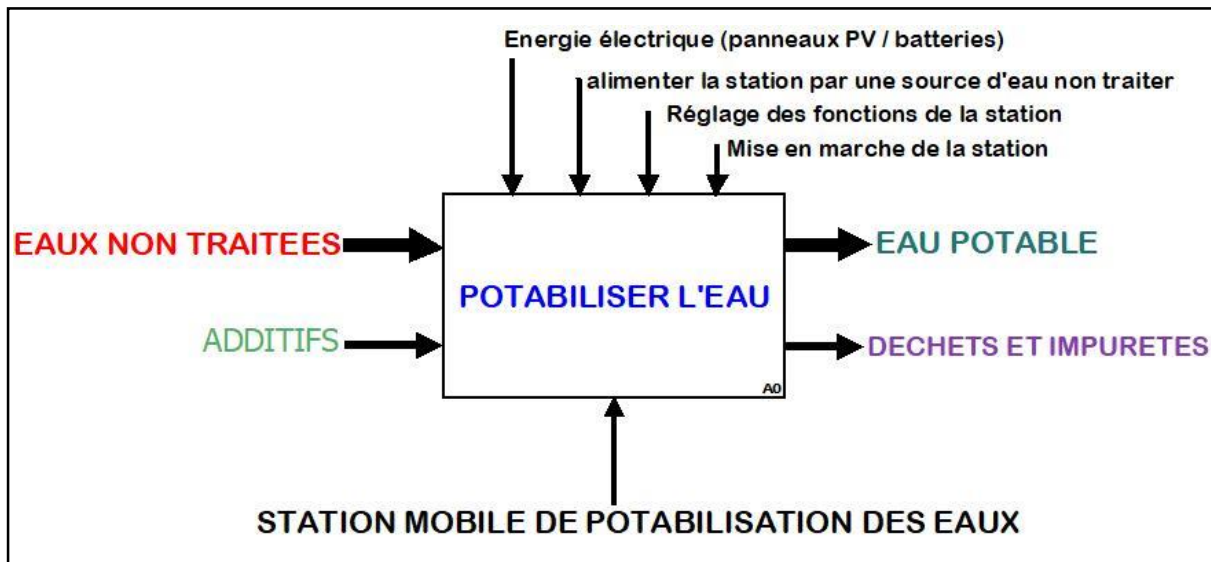 Energie électrique (panneaux PV / batteries)
alimenter la station par une source d'eau non traiter
Réglage des fonctions de la station
Mise en marche de la station
EAUX NON TRAITEES
EAU POTABLE
POTABILISER L'EAU
ADDITIFS
DECHETS ET IMPURETES
A0
STATION MOBILE DE POTABILISATION DES EAUX